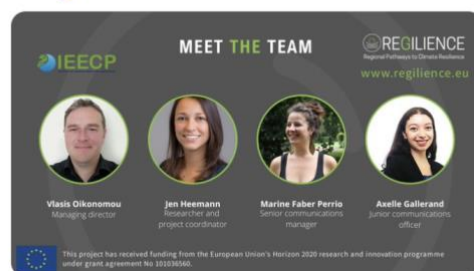 IEECP
MEET THE TEAM
REGILIENCE
Regional Pathways to Climate Resilience
www.regilience.eu
Vlasis Oikonomou
Managing director
Jen Heemann
Researcher and
project coordinator
Marine Faber Perrio
Senior communications
manager
Axelle Gallerand
Junior communications
officer
This project has received funding from the European Union's Horizon 2020 research and innovation programme
under grant agreement No 101036560.